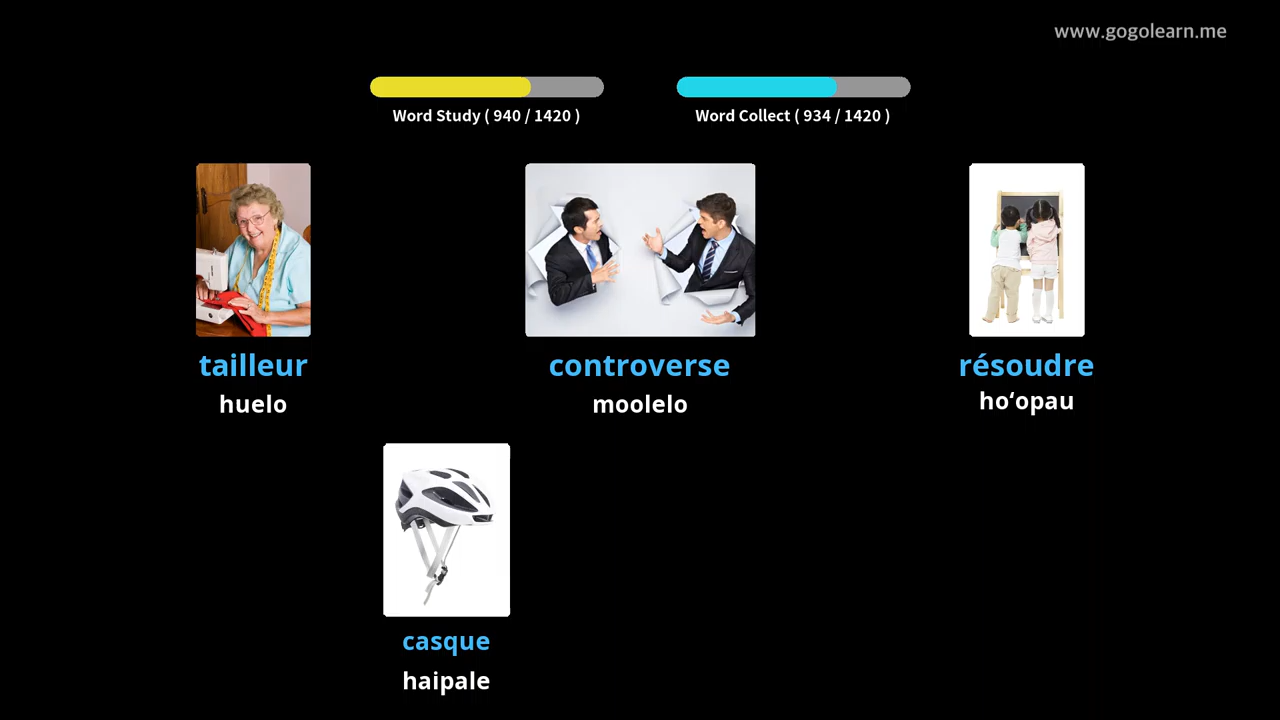 www.gogolearn.me
Word Study ( 940 / 1420 )
Word Collect ( 934 / 1420 )
tailleur
huelo
controverse
moolelo
résoudre
hoʻopau
casque
haipale